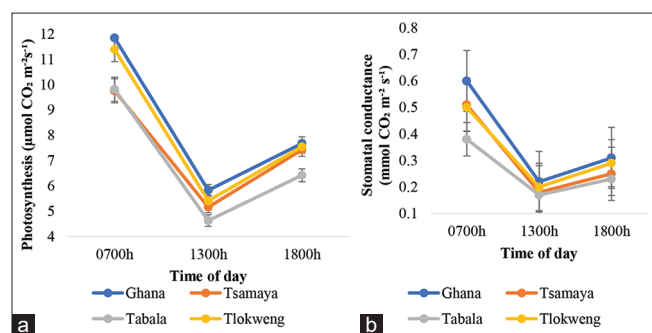 Photosynthesis (µmol CO₂ m⁻²s⁻¹)
12
11
10
9
8
7
6
5
4
0700h 1300h 1800h
Time of day
Ghana Tsamaya
Tabala Tlokweng
a
Stomatal conductance
(mmol CO₂ m⁻² s⁻¹)
0.8
0.7
0.6
0.5
0.4
0.3
0.2
0.1
0700h 1300h 1800h
Time of day
Ghana Tsamaya
Tabala Tlokweng
b